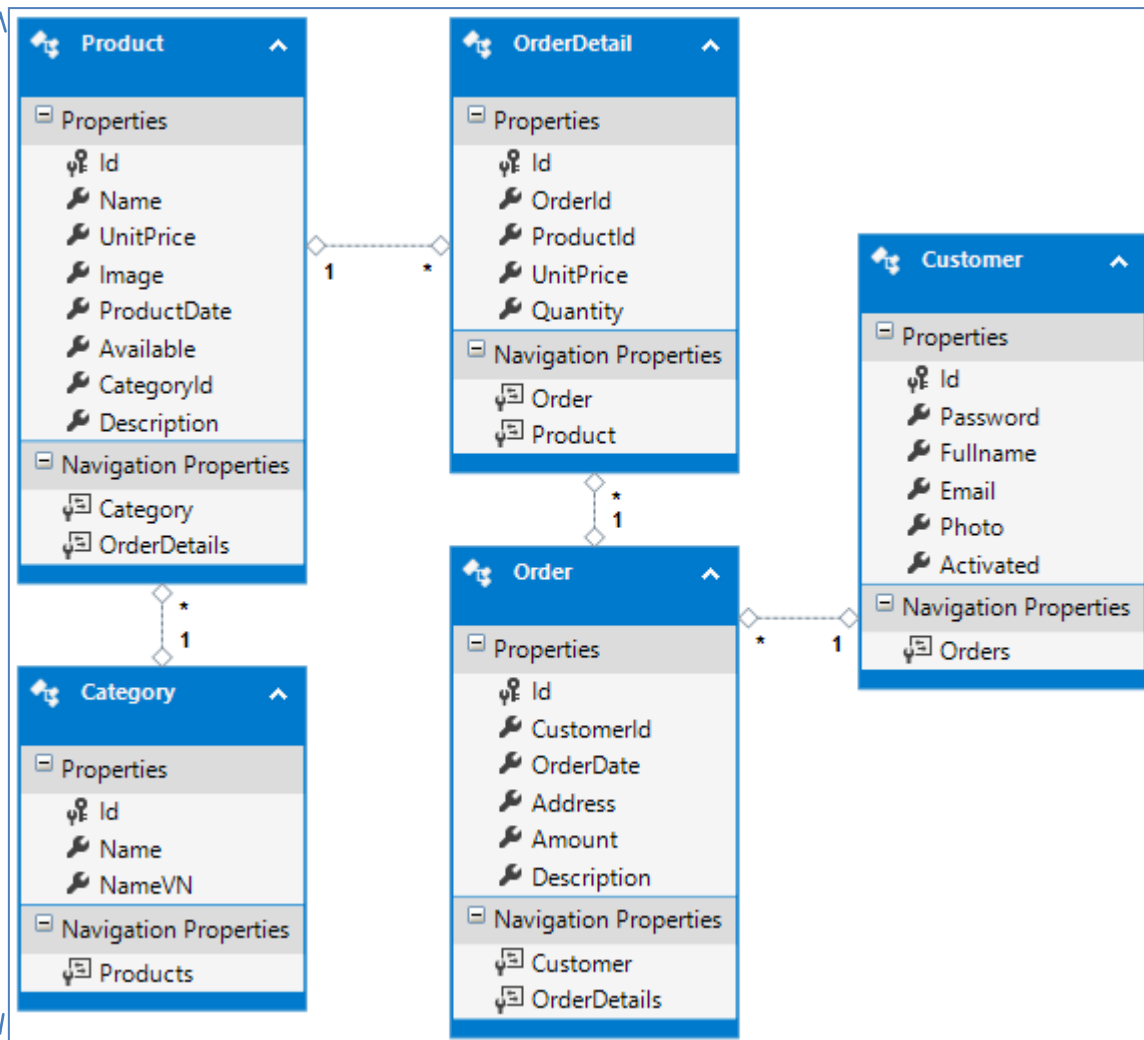 Product
Properties
Id
Name
UnitPrice
Image
ProductDate
Available
CategoryId
Description
Navigation Properties
Category
OrderDetails
1
*
OrderDetail
Properties
Id
OrderId
ProductId
UnitPrice
Quantity
Navigation Properties
Order
Product
*
1
Customer
Properties
Id
Password
Fullname
Email
Photo
Activated
Navigation Properties
Orders
*
1
Category
Properties
Id
Name
NameVN
Navigation Properties
Products
Order
Properties
Id
CustomerId
OrderDate
Address
Amount
Description
Navigation Properties
Customer
OrderDetails
*
1